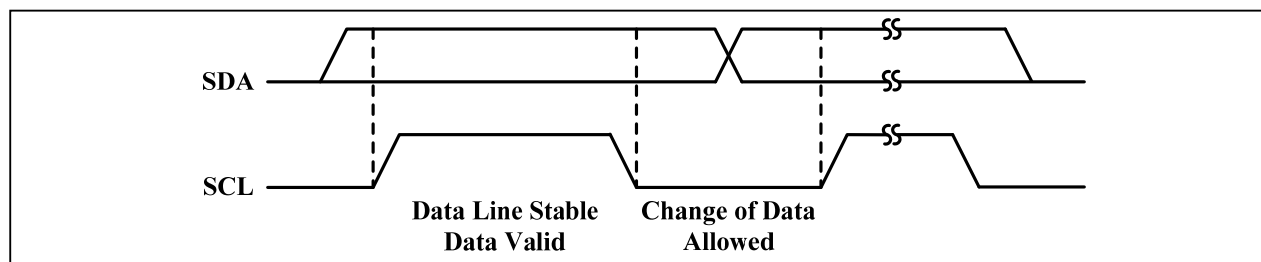 SDA
SCL
Data Line Stable
Data Valid
Change of Data
Allowed